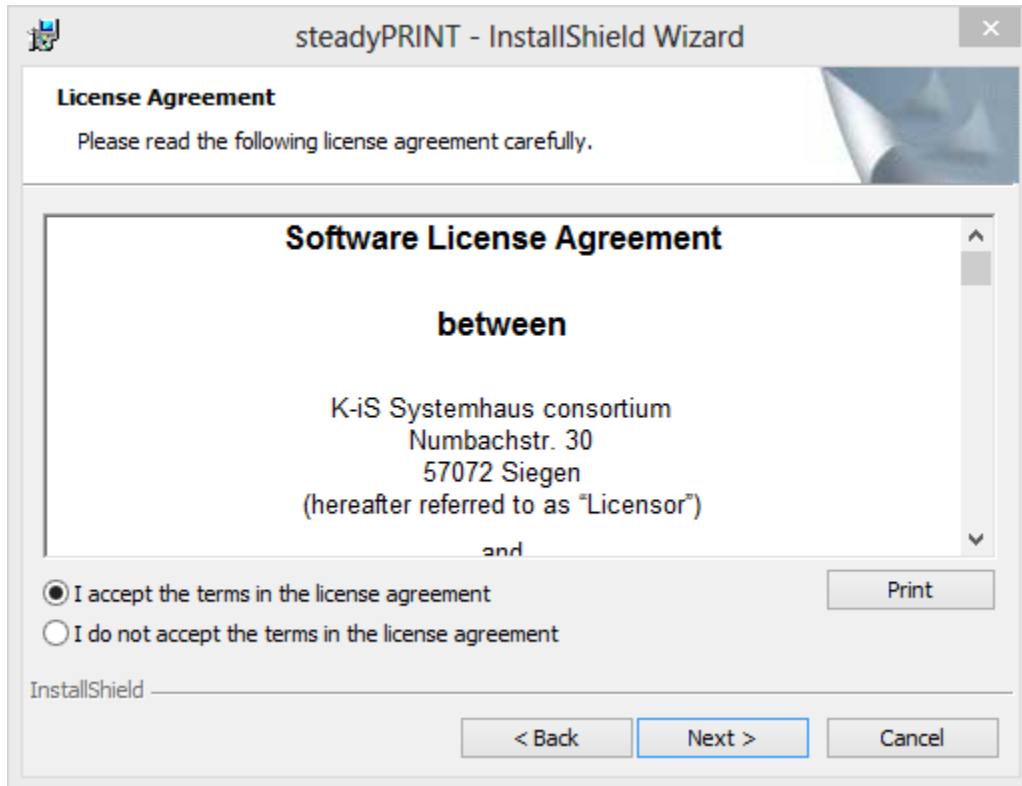 steadyPRINT - InstallShield Wizard
License Agreement
Please read the following license agreement carefully.
Software License Agreement
between
K-iS Systemhaus consortium
Numbachstr. 30
57072 Siegen
(hereafter referred to as “Licensor”)
and
I accept the terms in the license agreement
Print
I do not accept the terms in the license agreement
InstallShield
< Back Next > Cancel